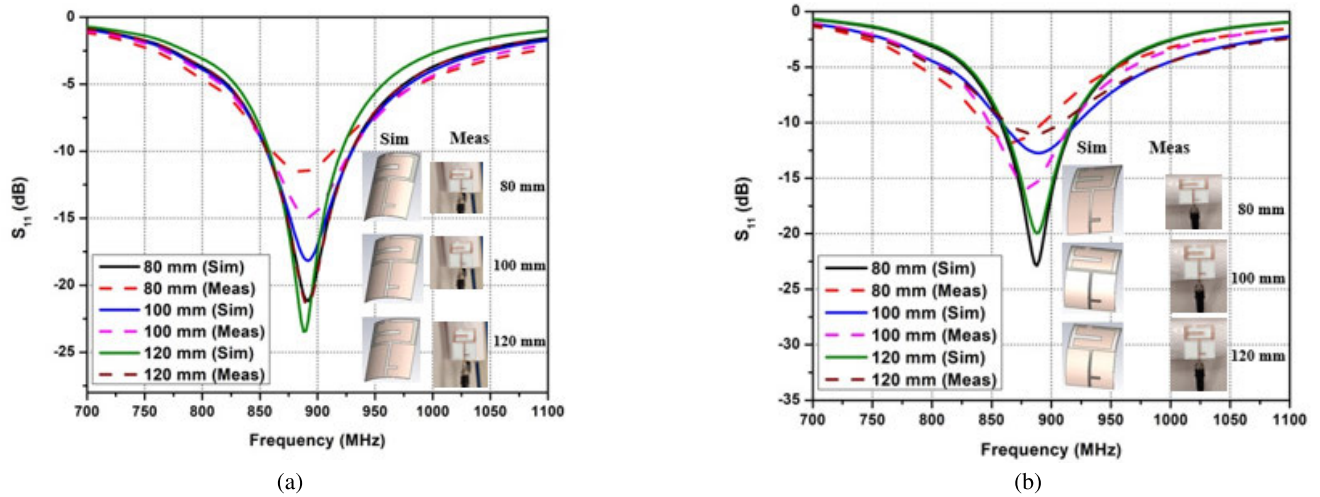 0
-5
-10
-15
-20
-25
S11 (dB)
Sim Meas
80 mm
100 mm
120 mm
80 mm (Sim)
80 mm (Meas)
100 mm (Sim)
100 mm (Meas)
120 mm (Sim)
120 mm (Meas)
700 750 800 850 900 950 1000 1050 1100
Frequency (MHz)
(a)
0
-5
-10
-15
-20
-25
-30
-35
S11 (dB)
Sim Meas
80 mm
100 mm
120 mm
80 mm (Sim)
80 mm (Meas)
100 mm (Sim)
100 mm (Meas)
120 mm (Sim)
120 mm (Meas)
700 750 800 850 900 950 1000 1050 1100
Frequency (MHz)
(b)